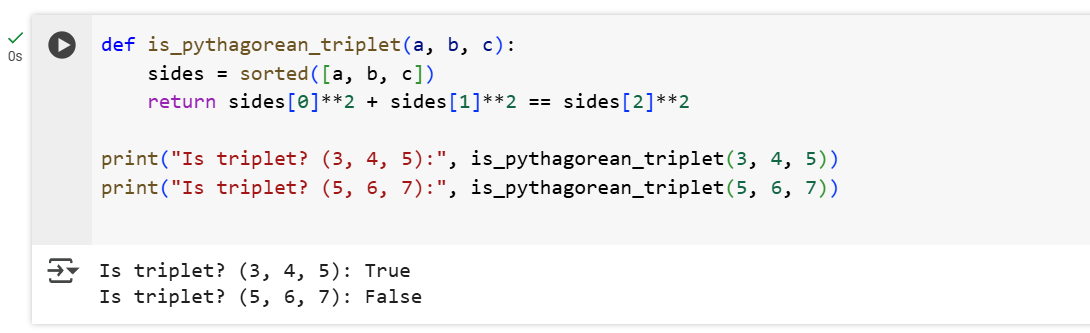 def is_pythagorean_triplet(a, b, c):
    sides = sorted([a, b, c])
    return sides[0]**2 + sides[1]**2 == sides[2]**2
print("Is triplet? (3, 4, 5):", is_pythagorean_triplet(3, 4, 5))
print("Is triplet? (5, 6, 7):", is_pythagorean_triplet(5, 6, 7))
0s
Is triplet? (3, 4, 5): True
Is triplet? (5, 6, 7): False